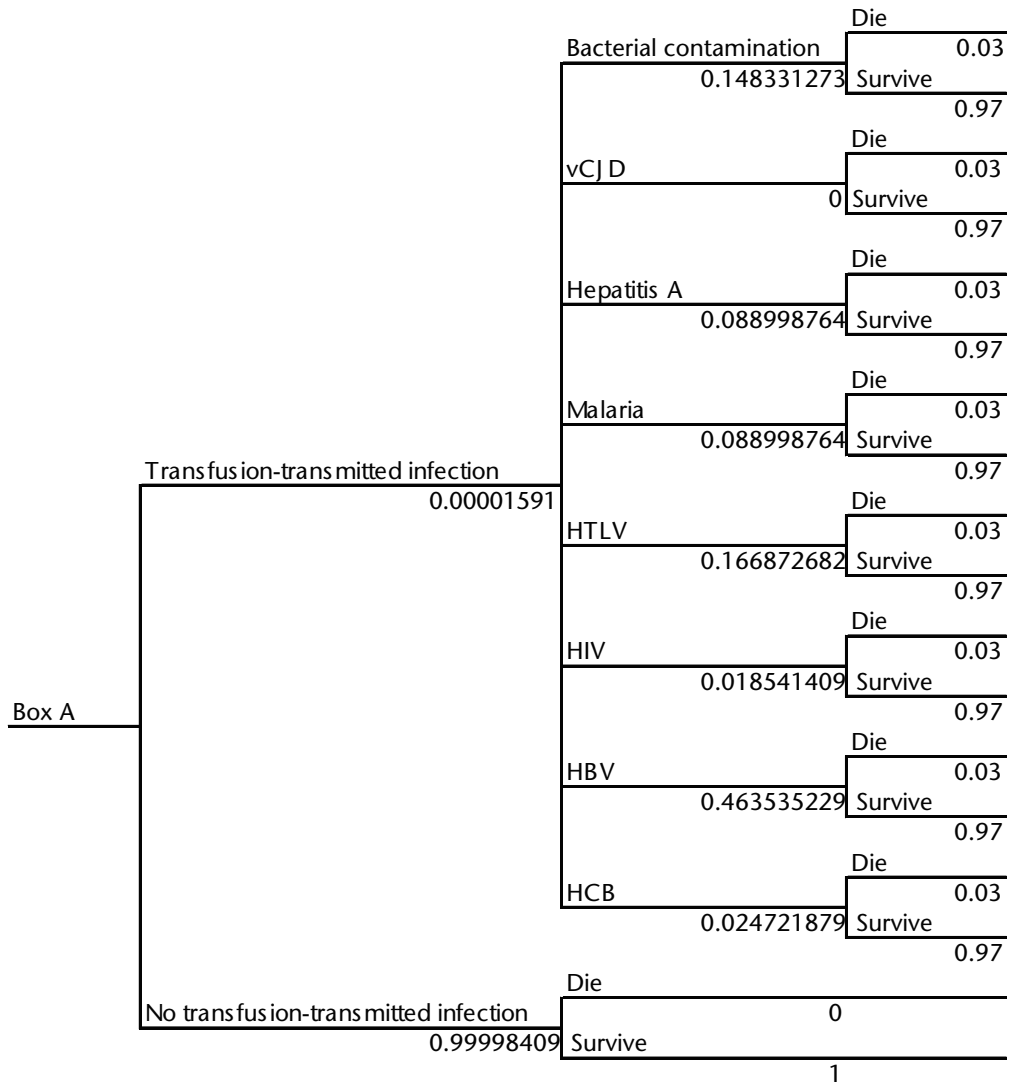 Die
Bacterial contamination
0.03
0.148331273
Survive
0.97
Die
vCJD
0.03
0
Survive
0.97
Die
Hepatitis A
0.03
0.088998764
Survive
0.97
Die
Malaria
0.03
0.088998764
Survive
0.97
Transfusion-transmitted infection
0.00001591
Die
HTLV
0.03
0.166872682
Survive
0.97
Die
HIV
0.03
0.018541409
Survive
0.97
Box A
Die
HBV
0.03
0.463535229
Survive
0.97
Die
HCB
0.03
0.024721879
Survive
0.97
Die
No transfusion-transmitted infection
0
0.99998409
Survive
1